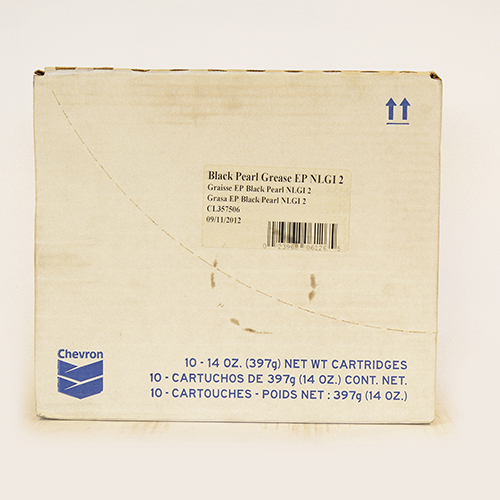 Black Pearl Grease EP NLGI 2
Graisse EP Black Pearl NLGI 2
Grasa EP Black Pearl NLGI 2
CL357506
09/11/2012
Chevron
10 - 14 OZ. (397g) NET WT CARTRIDGES
10 - CARTUCHOS DE 397g (14 OZ.) CONT. NET.
10 - CARTOUCHES - POIDS NET : 397g (14 OZ.)